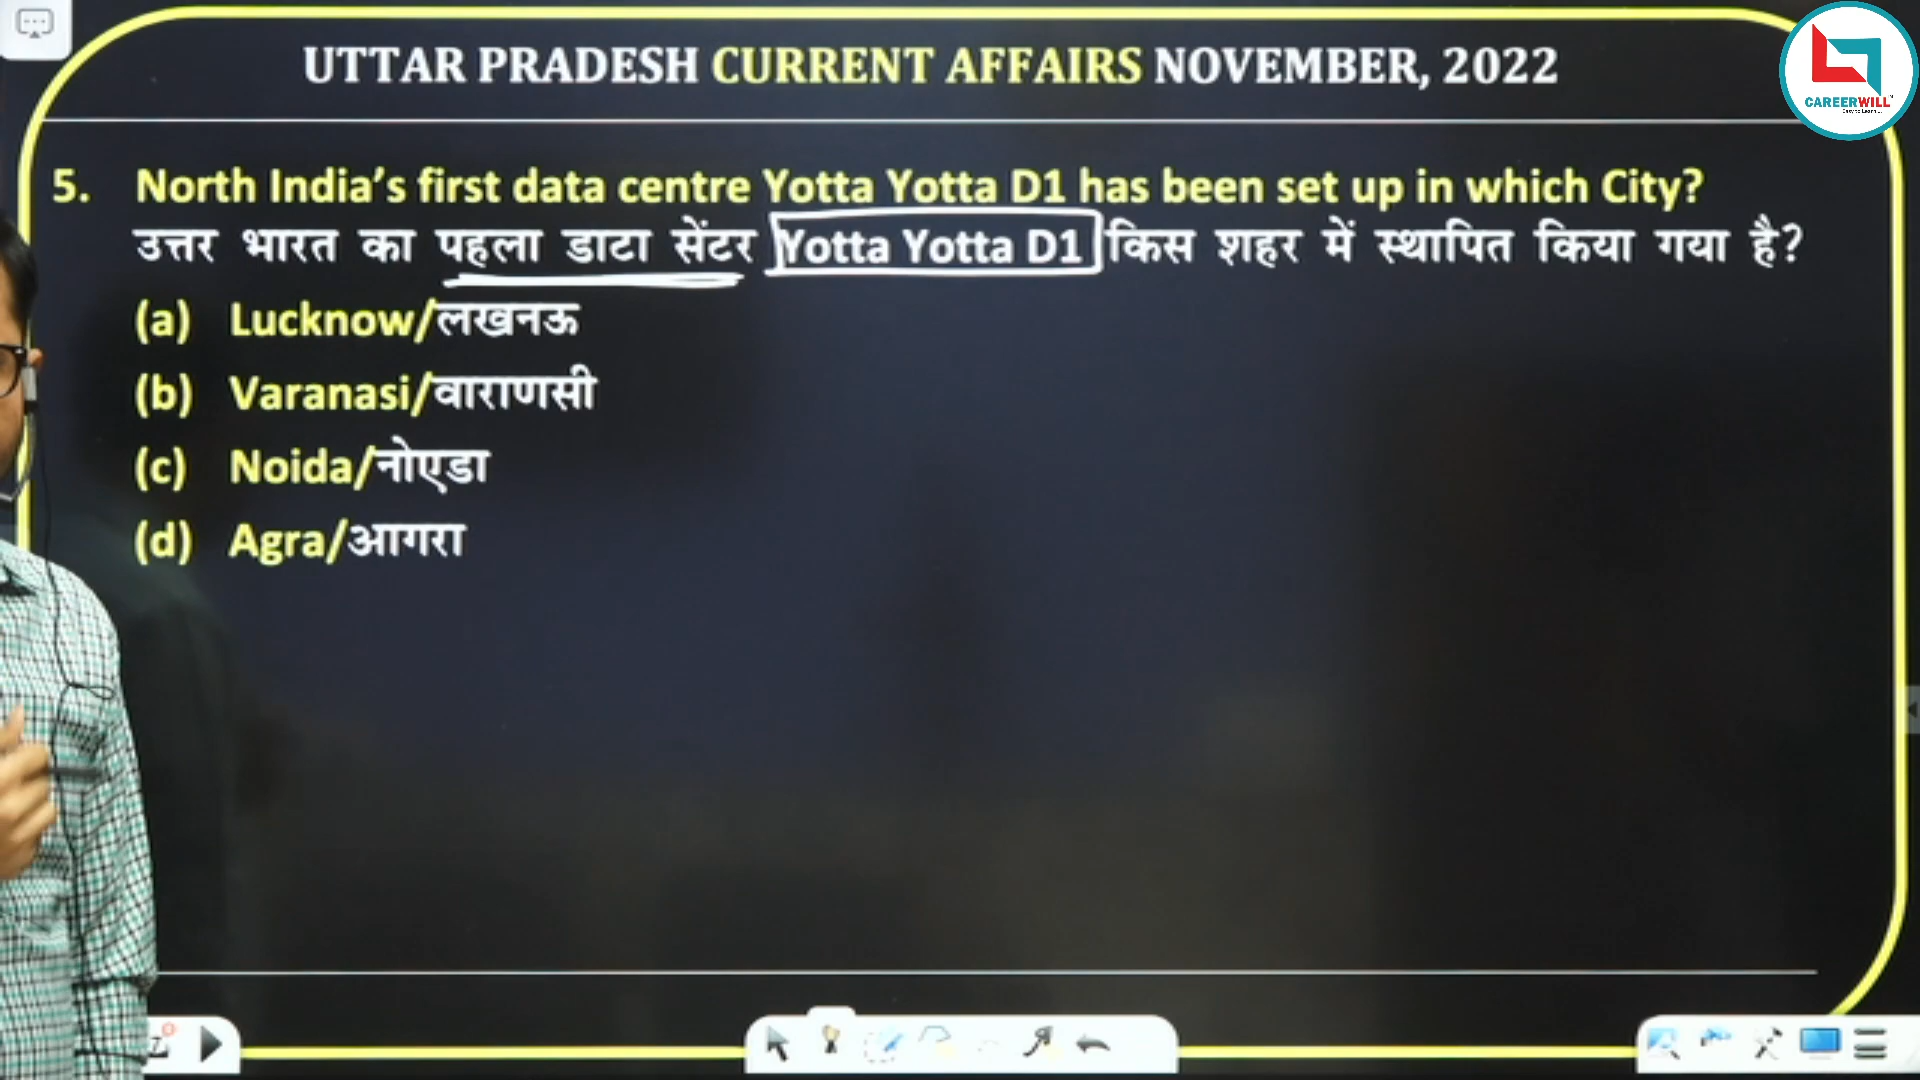 UTTAR PRADESH CURRENT AFFAIRS NOVEMBER, 2022
CAREERWILL
5. North India's first data centre Yotta Yotta D1 has been set up in which City?
उत्तर भारत का पहला डाटा सेंटर Yotta Yotta D1 किस शहर में स्थापित किया गया है?
(a) Lucknow/लखनऊ
(b) Varanasi/वाराणसी
(c) Noida/नोएडा
(d) Agra/आगरा